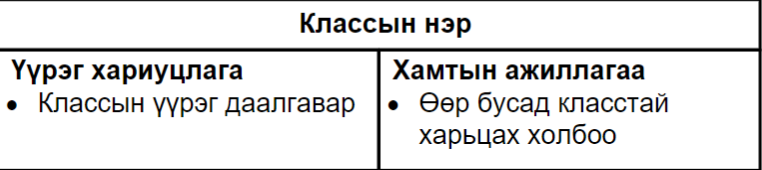 Классын нэр
Үүрэг хариуцлага
• Классын үүрэг даалгавар
Хамтын ажиллагаа
• Өөр бусад класстай
харьцах холбоо